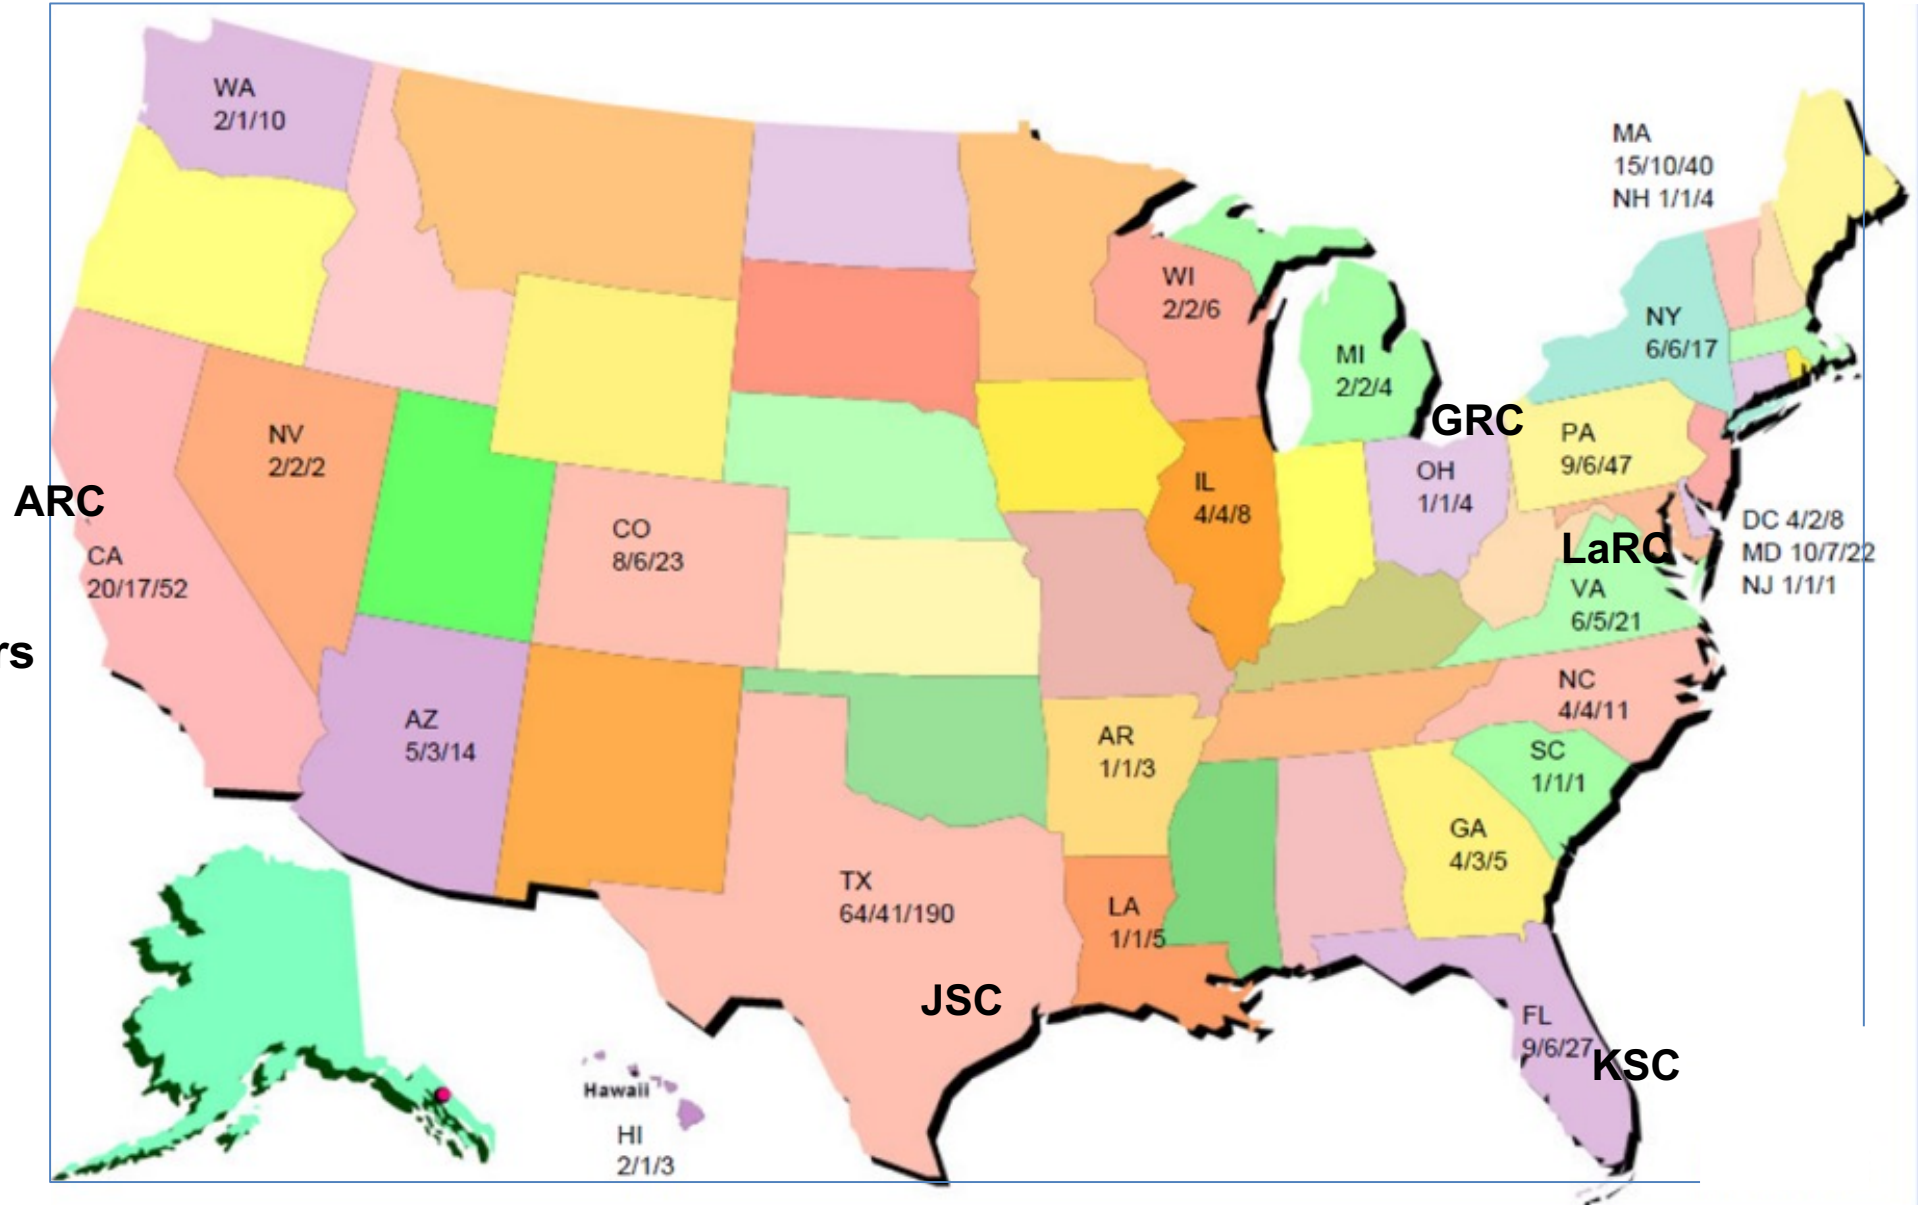 WA
2/1/10
MA
15/10/40
NH 1/1/4
WI
2/2/6
NY
6/6/17
MI
2/2/4
GRC
PA
9/6/47
NV
2/2/2
OH
1/1/4
IL
4/4/8
ARC
CO
8/6/23
DC 4/2/8
MD 10/7/22
NJ 1/1/1
LaRC
CA
20/17/52
VA
6/5/21
rs
NC
4/4/11
AZ
5/3/14
AR
1/1/3
SC
1/1/1
GA
4/3/5
TX
64/41/190
LA
1/1/5
JSC
FL
9/6/27
KSC
Hawaii
HI
2/1/3